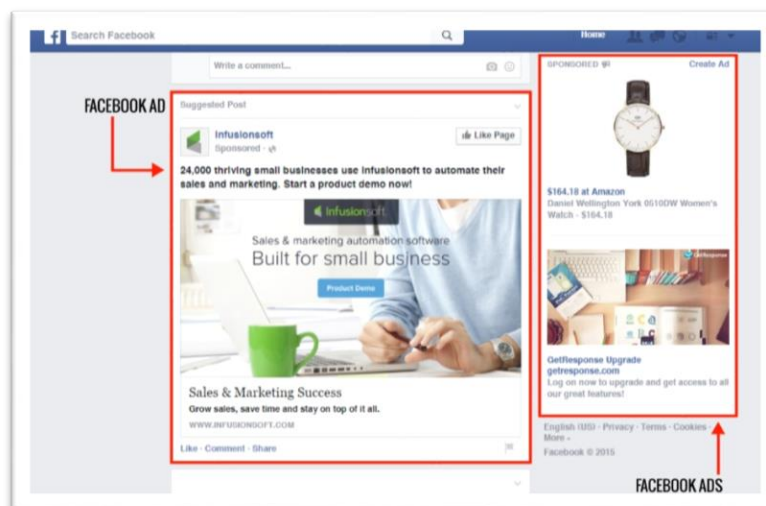 Search Facebook
Home
Write a comment...
SPONSORED
Create Ad
FACEBOOK AD
Suggested Post
Infusionsoft
Like Page
Sponsored ·
24,000 thriving small businesses use Infusionsoft to automate their
sales and marketing. Start a product demo now!
Infusionsoft
Sales & marketing automation software
Built for small business
Product Demo
Sales & Marketing Success
Grow sales, save time and stay on top of it all.
WWW.INFUSIONSOFT.COM
Like · Comment · Share
$164.18 at Amazon
Daniel Wellington York 0510DW Women's
Watch - $164.18
GetResponse
GetResponse Upgrade
getresponse.com
Log on now to upgrade and get access to all
our great features!
English (US) · Privacy · Terms · Cookies ·
More
Facebook © 2015
FACEBOOK ADS